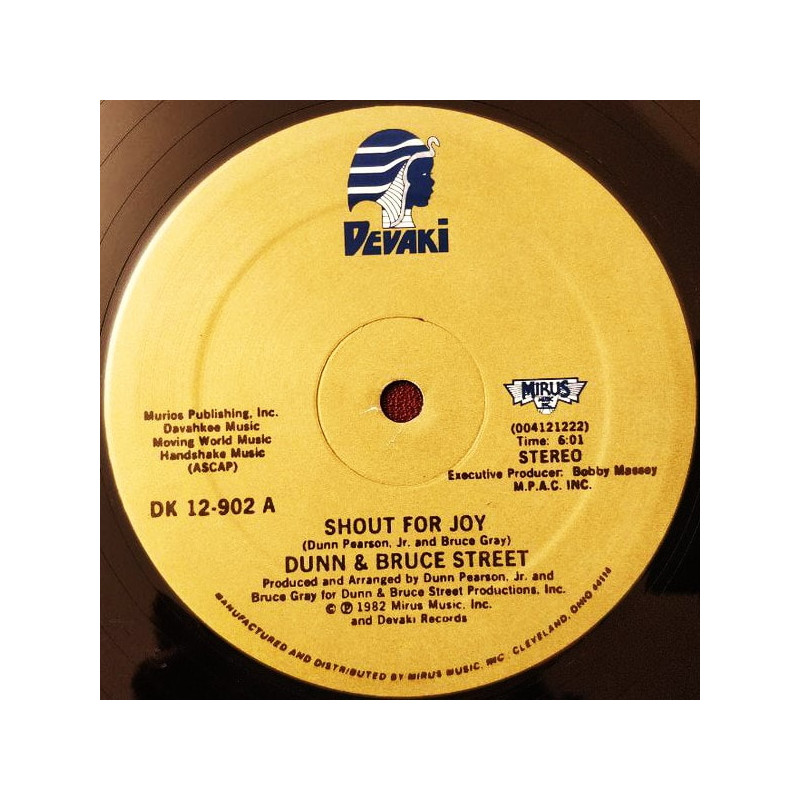 DEVAKI
MIRUS
MUSIC
INC.
Murios Publishing, Inc.
Davahkee Music
Moving World Music
Handshake Music
(ASCAP)
(004121222)
Time: 6:01
STEREO
Executive Producer: Bobby Massey
M.P.A.C. INC.
DK 12-902 A
SHOUT FOR JOY
(Dunn Pearson, Jr. and Bruce Gray)
DUNN & BRUCE STREET
Produced and Arranged by Dunn Pearson, Jr. and
Bruce Gray for Dunn & Bruce Street Productions, Inc.
© ℗ 1982 Mirus Music, Inc.
and Devaki Records
MANUFACTURED AND DISTRIBUTED BY MIRUS MUSIC, INC. CLEVELAND, OHIO 44114